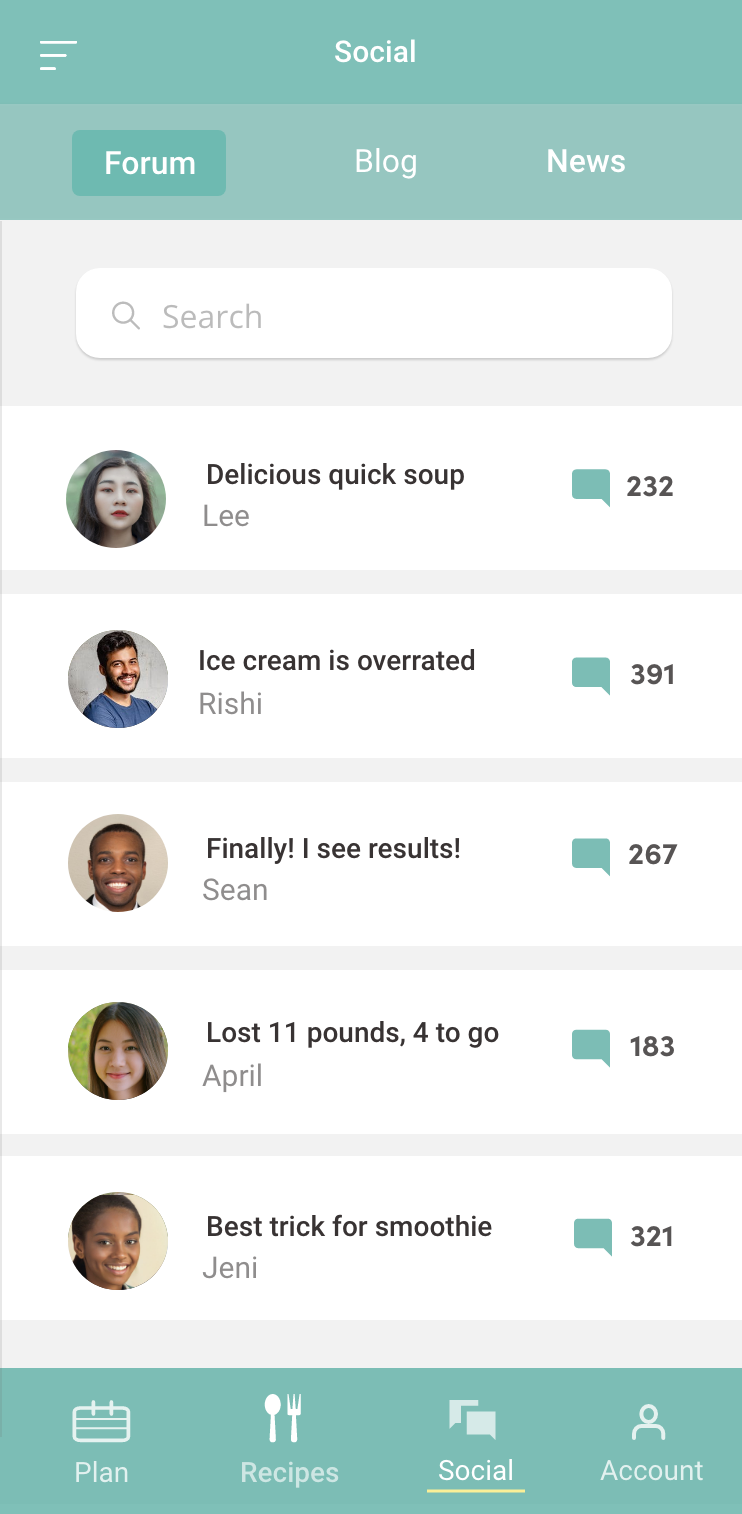 Social
Forum Blog News
Search
Delicious quick soup
Lee
232
Ice cream is overrated
Rishi
391
Finally! I see results!
Sean
267
Lost 11 pounds, 4 to go
April
183
Best trick for smoothie
Jeni
321
Plan Recipes Social Account